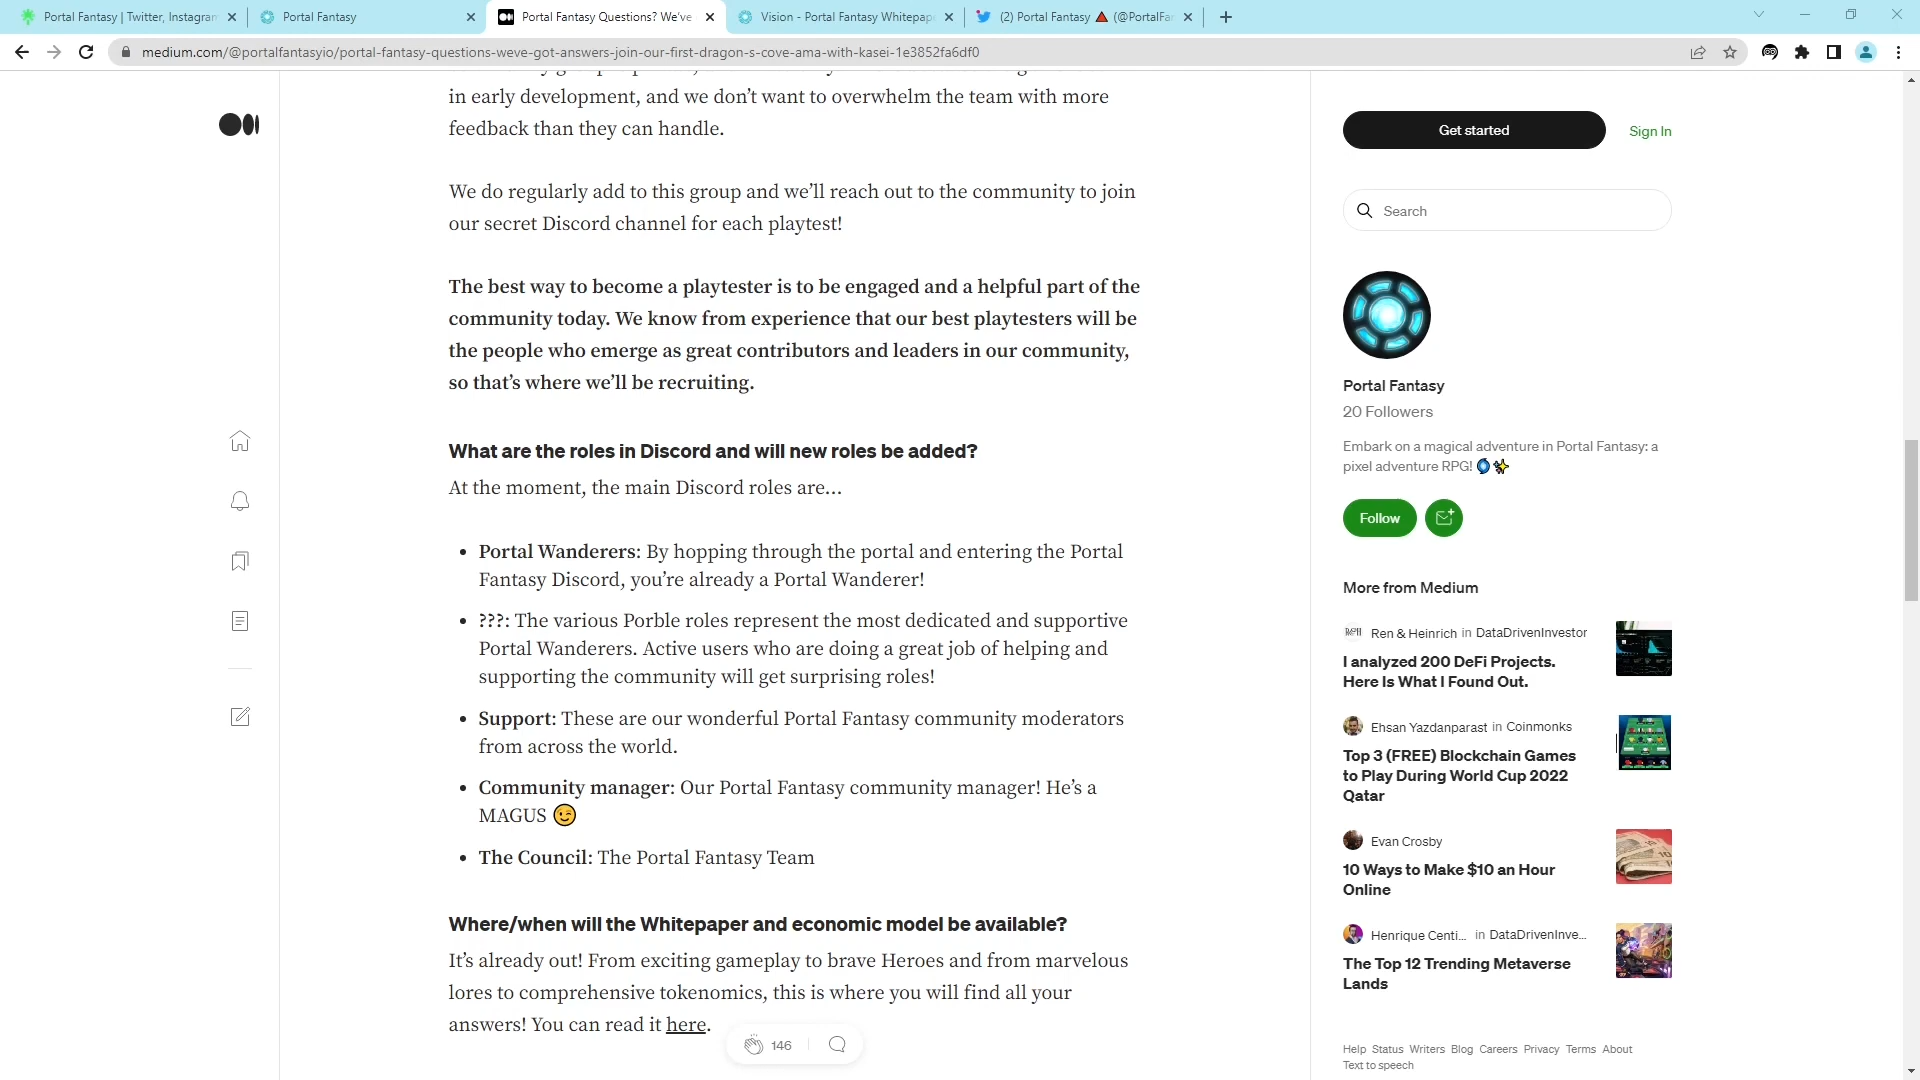 Portal Fantasy | Twitter, Instagram
Portal Fantasy
Portal Fantasy Questions? We've
Vision - Portal Fantasy Whitepape
(2) Portal Fantasy 🔺 (@PortalFa
medium.com/@portalfantasyio/portal-fantasy-questions-weve-got-answers-join-our-first-dragon-s-cove-ama-with-kasei-1e3852fa6df0
in early development, and we don't want to overwhelm the team with more
feedback than they can handle.
We do regularly add to this group and we'll reach out to the community to join
our secret Discord channel for each playtest!
The best way to become a playtester is to be engaged and a helpful part of the
community today. We know from experience that our best playtesters will be
the people who emerge as great contributors and leaders in our community,
so that's where we'll be recruiting.
What are the roles in Discord and will new roles be added?
At the moment, the main Discord roles are…
• Portal Wanderers: By hopping through the portal and entering the Portal
Fantasy Discord, you're already a Portal Wanderer!
• ???: The various Porble roles represent the most dedicated and supportive
Portal Wanderers. Active users who are doing a great job of helping and
supporting the community will get surprising roles!
• Support: These are our wonderful Portal Fantasy community moderators
from across the world.
• Community manager: Our Portal Fantasy community manager! He's a
MAGUS 😉
• The Council: The Portal Fantasy Team
Where/when will the Whitepaper and economic model be available?
It's already out! From exciting gameplay to brave Heroes and from marvelous
lores to comprehensive tokenomics, this is where you will find all your
answers! You can read it here.
146
Get started
Sign In
Search
Portal Fantasy
20 Followers
Embark on a magical adventure in Portal Fantasy: a
pixel adventure RPG! 🌀✨
Follow
More from Medium
Ren & Heinrich in DataDrivenInvestor
I analyzed 200 DeFi Projects.
Here Is What I Found Out.
Ehsan Yazdanparast in Coinmonks
Top 3 (FREE) Blockchain Games
to Play During World Cup 2022
Qatar
Evan Crosby
10 Ways to Make $10 an Hour
Online
Henrique Centi… in DataDrivenInve…
The Top 12 Trending Metaverse
Lands
Help Status Writers Blog Careers Privacy Terms About
Text to speech